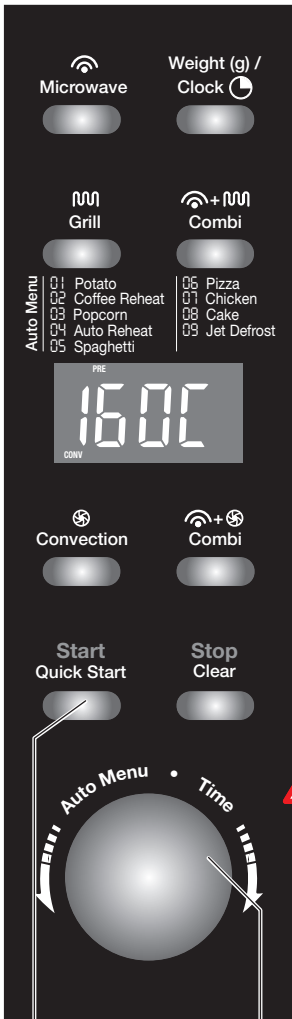 Microwave
Weight (g) /
Clock
Grill
Combi
Auto Menu
01 Potato
02 Coffee Reheat
03 Popcorn
04 Auto Reheat
05 Spaghetti
06 Pizza
07 Chicken
08 Cake
09 Jet Defrost
PRE
160C
CONV
Convection
Combi
Start
Quick Start
Stop
Clear
Auto Menu • Time